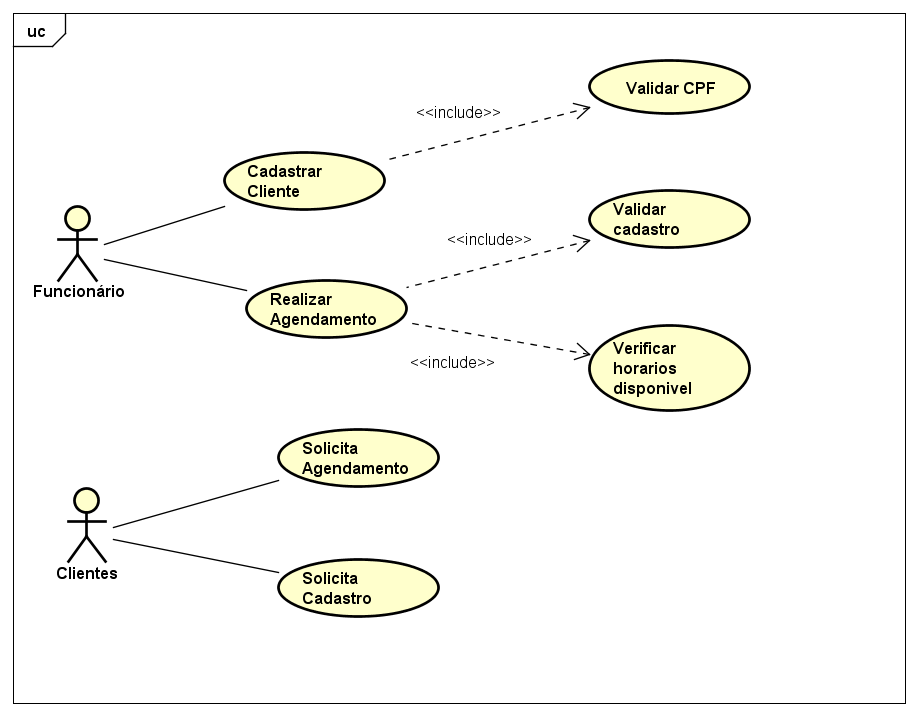 uc
Validar CPF
<<include>>
Cadastrar
Cliente
Validar
cadastro
<<include>>
Funcionário
Realizar
Agendamento
Verificar
horarios
disponivel
<<include>>
Solicita
Agendamento
Clientes
Solicita
Cadastro